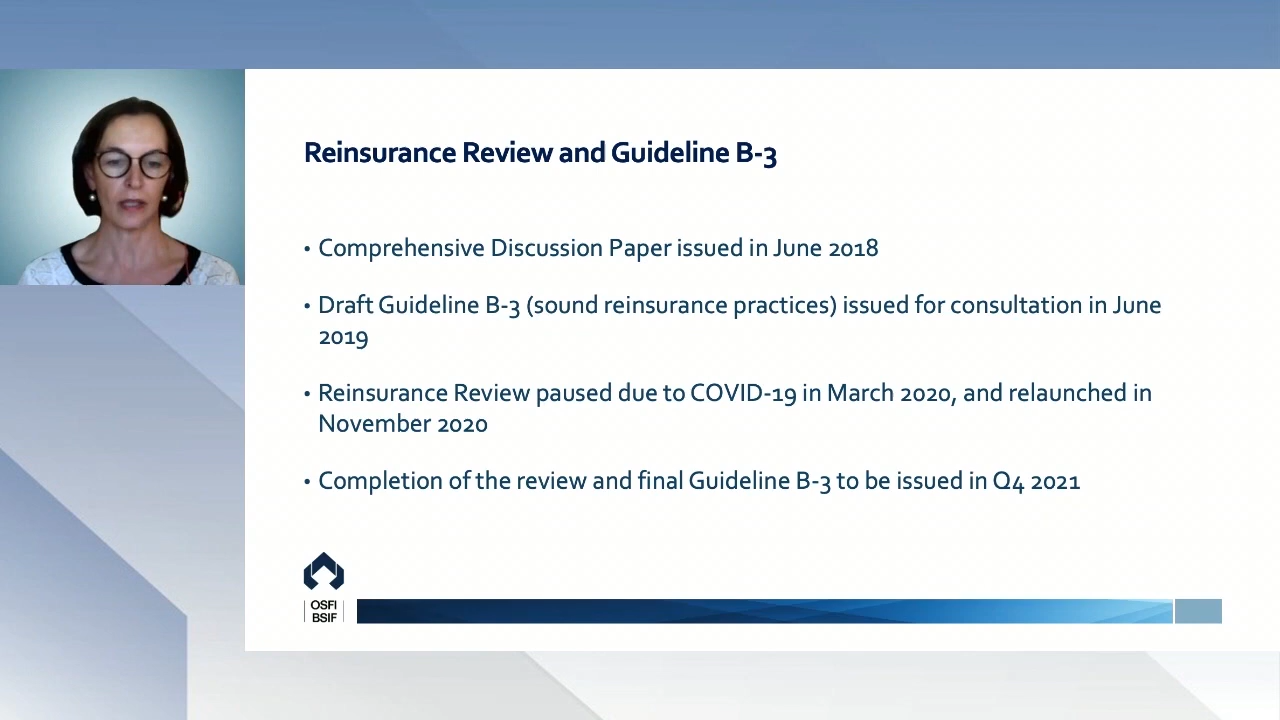 Reinsurance Review and Guideline B-3
• Comprehensive Discussion Paper issued in June 2018
• Draft Guideline B-3 (sound reinsurance practices) issued for consultation in June
2019
• Reinsurance Review paused due to COVID-19 in March 2020, and relaunched in
November 2020
• Completion of the review and final Guideline B-3 to be issued in Q4 2021
OSFI
BSIF